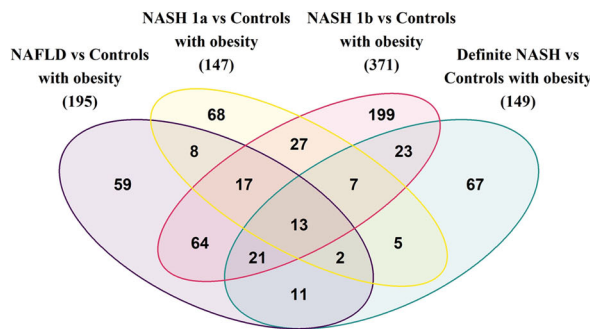 NASH 1a vs Controls
with obesity
(147)
NASH 1b vs Controls
with obesity
(371)
NAFLD vs Controls
with obesity
(195)
Definite NASH vs
Controls with obesity
(149)
68
199
27
8
23
59
17
7
67
13
64
21
2
5
11